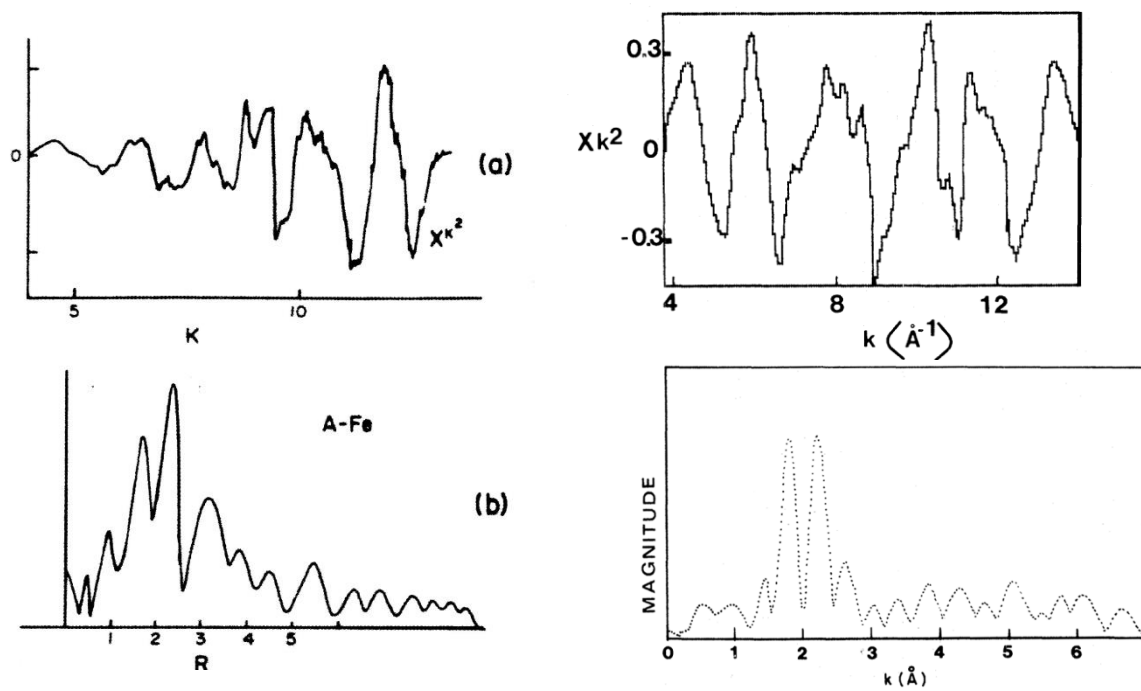 0
(a)
Xk²
5 10
K
0.3
Xk²
0
-0.3
4 8 12
k (Å⁻¹)
A-Fe
(b)
1 2 3 4 5
R
MAGNITUDE
0 1 2 3 4 5 6
k (Å)